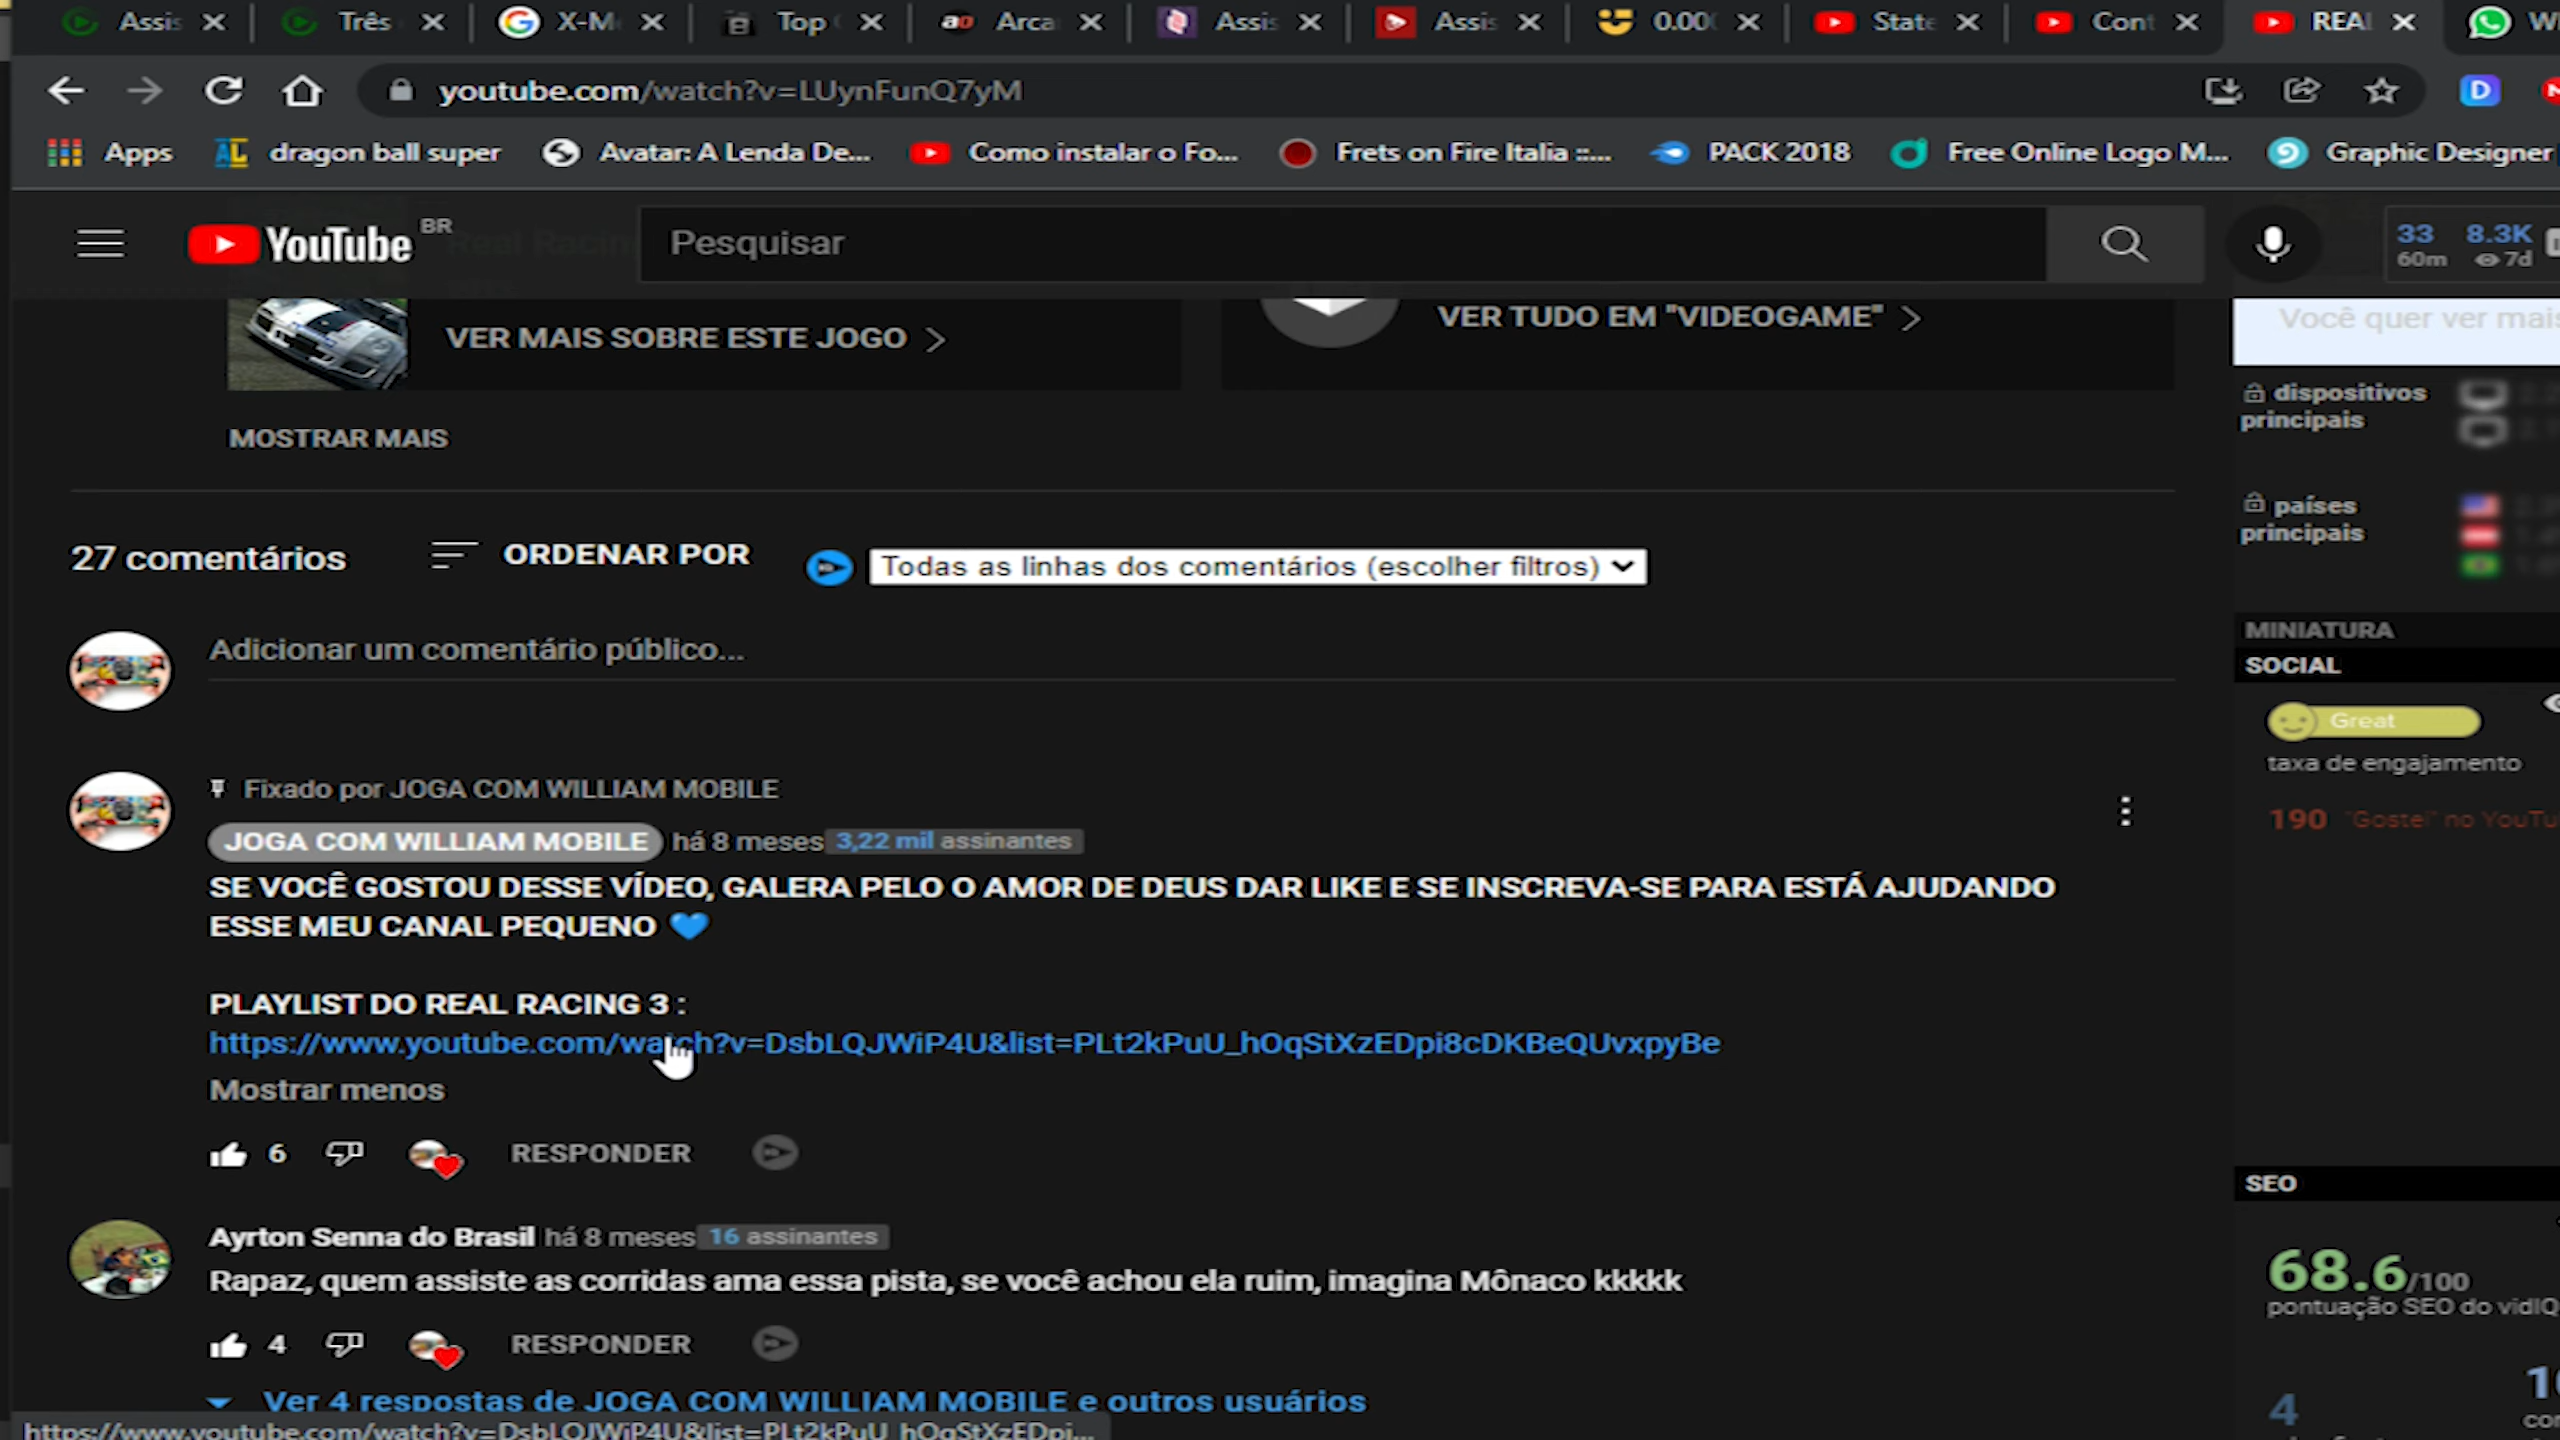 Assis
Três
X-M
Top
Arca
Assis
Assis
0.00
State
Cont
REAL
youtube.com/watch?v=LUynFunQ7yM
Apps
dragon ball super
Avatar: A Lenda De...
Como instalar o Fo...
Frets on Fire Italia ::...
PACK 2018
Free Online Logo M...
Graphic Designer
YouTube BR
Pesquisar
33 8.3K
60m 7d
VER MAIS SOBRE ESTE JOGO
VER TUDO EM "VIDEOGAME"
Você quer ver mais
MOSTRAR MAIS
dispositivos
principais
países
principais
27 comentários
ORDENAR POR
Todas as linhas dos comentários (escolher filtros)
Adicionar um comentário público...
MINIATURA
SOCIAL
Great
taxa de engajamento
190 "Gostei" no YouTu
Fixado por JOGA COM WILLIAM MOBILE
JOGA COM WILLIAM MOBILE há 8 meses 3,22 mil assinantes
SE VOCÊ GOSTOU DESSE VÍDEO, GALERA PELO O AMOR DE DEUS DAR LIKE E SE INSCREVA-SE PARA ESTÁ AJUDANDO
ESSE MEU CANAL PEQUENO 💙
PLAYLIST DO REAL RACING 3 :
https://www.youtube.com/watch?v=DsbLQJWiP4U&list=PLt2kPuU_hOqStXzEDpi8cDKBeQUvxpyBe
Mostrar menos
6 RESPONDER
Ayrton Senna do Brasil há 8 meses 16 assinantes
Rapaz, quem assiste as corridas ama essa pista, se você achou ela ruim, imagina Mônaco kkkkk
4 RESPONDER
Ver 4 respostas de JOGA COM WILLIAM MOBILE e outros usuários
https://www.youtube.com/watch?v=DsbLQJWiP4U&list=PLt2kPuU_hOqStXzEDpi...
SEO
68.6/100
pontuação SEO do vidIQ
4